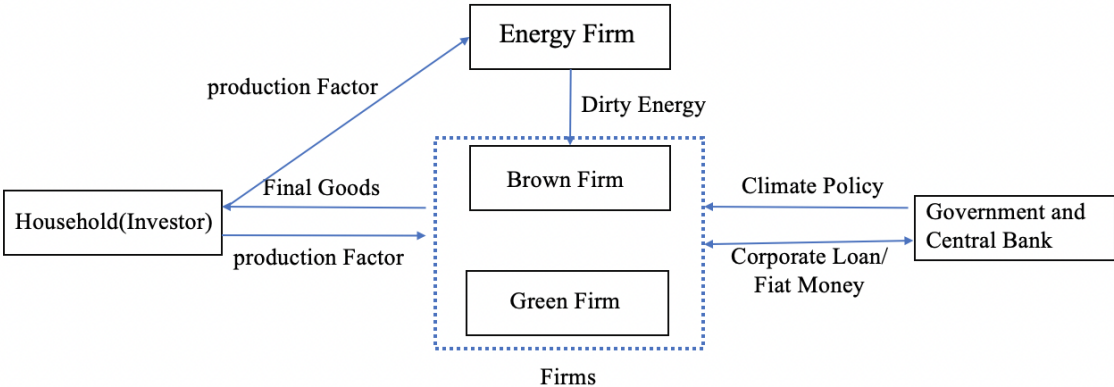 Energy Firm
production Factor
Dirty Energy
Brown Firm
Final Goods
Climate Policy
Household(Investor)
Government and
Central Bank
production Factor
Corporate Loan/
Fiat Money
Green Firm
Firms